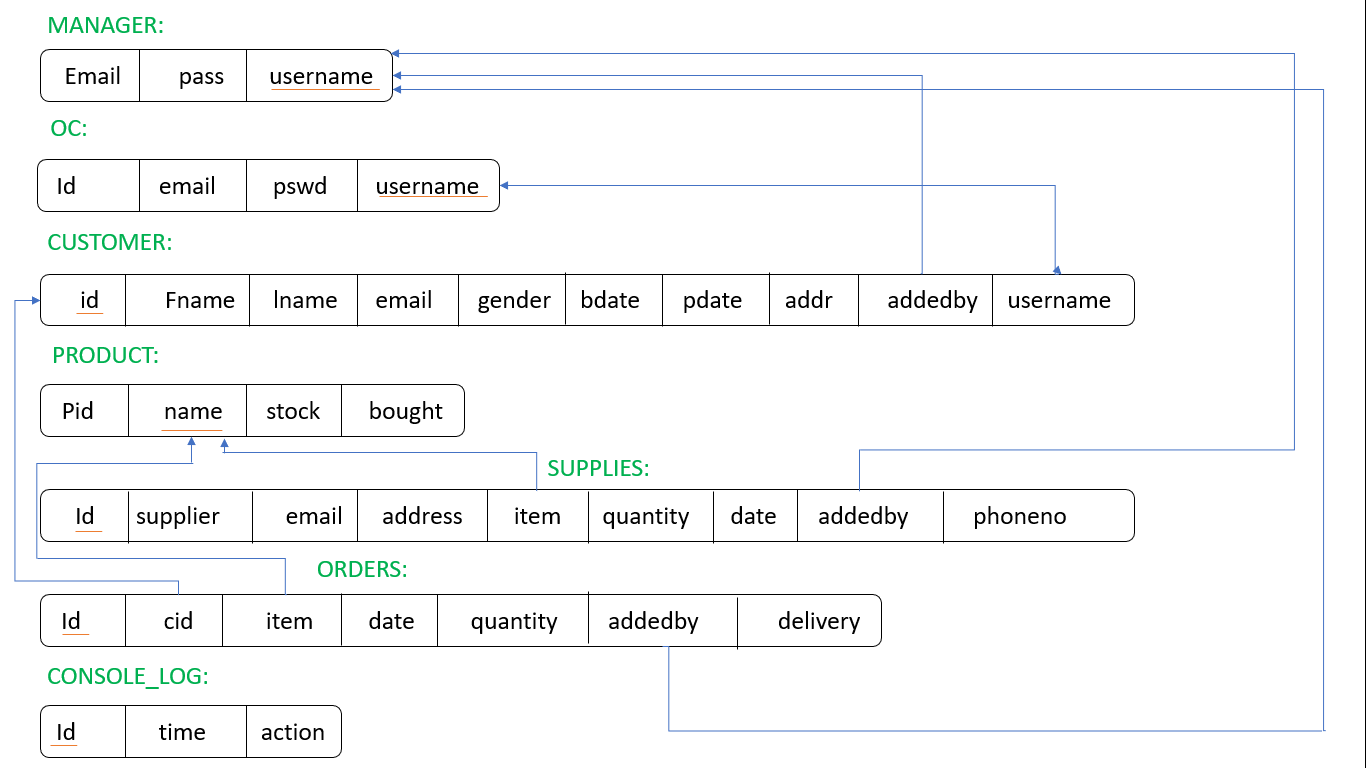 MANAGER:
Email pass username
OC:
Id email pswd username
CUSTOMER:
id Fname lname email gender bdate pdate addr addedby username
PRODUCT:
Pid name stock bought
SUPPLIES:
Id supplier email address item quantity date addedby phoneno
ORDERS:
Id cid item date quantity addedby delivery
CONSOLE_LOG:
Id time action